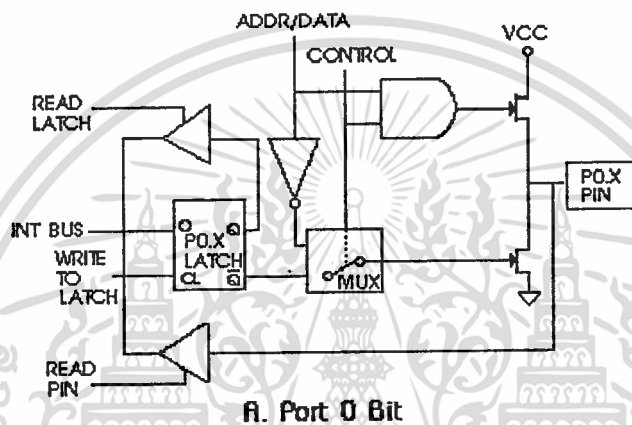 ADDR/DATA
VCC
CONTROL
READ
LATCH
P0.X
PIN
INT BUS
D
Q
P0.X
LATCH
WRITE
TO
LATCH
CL
Q
MUX
READ
PIN
A. Port 0 Bit